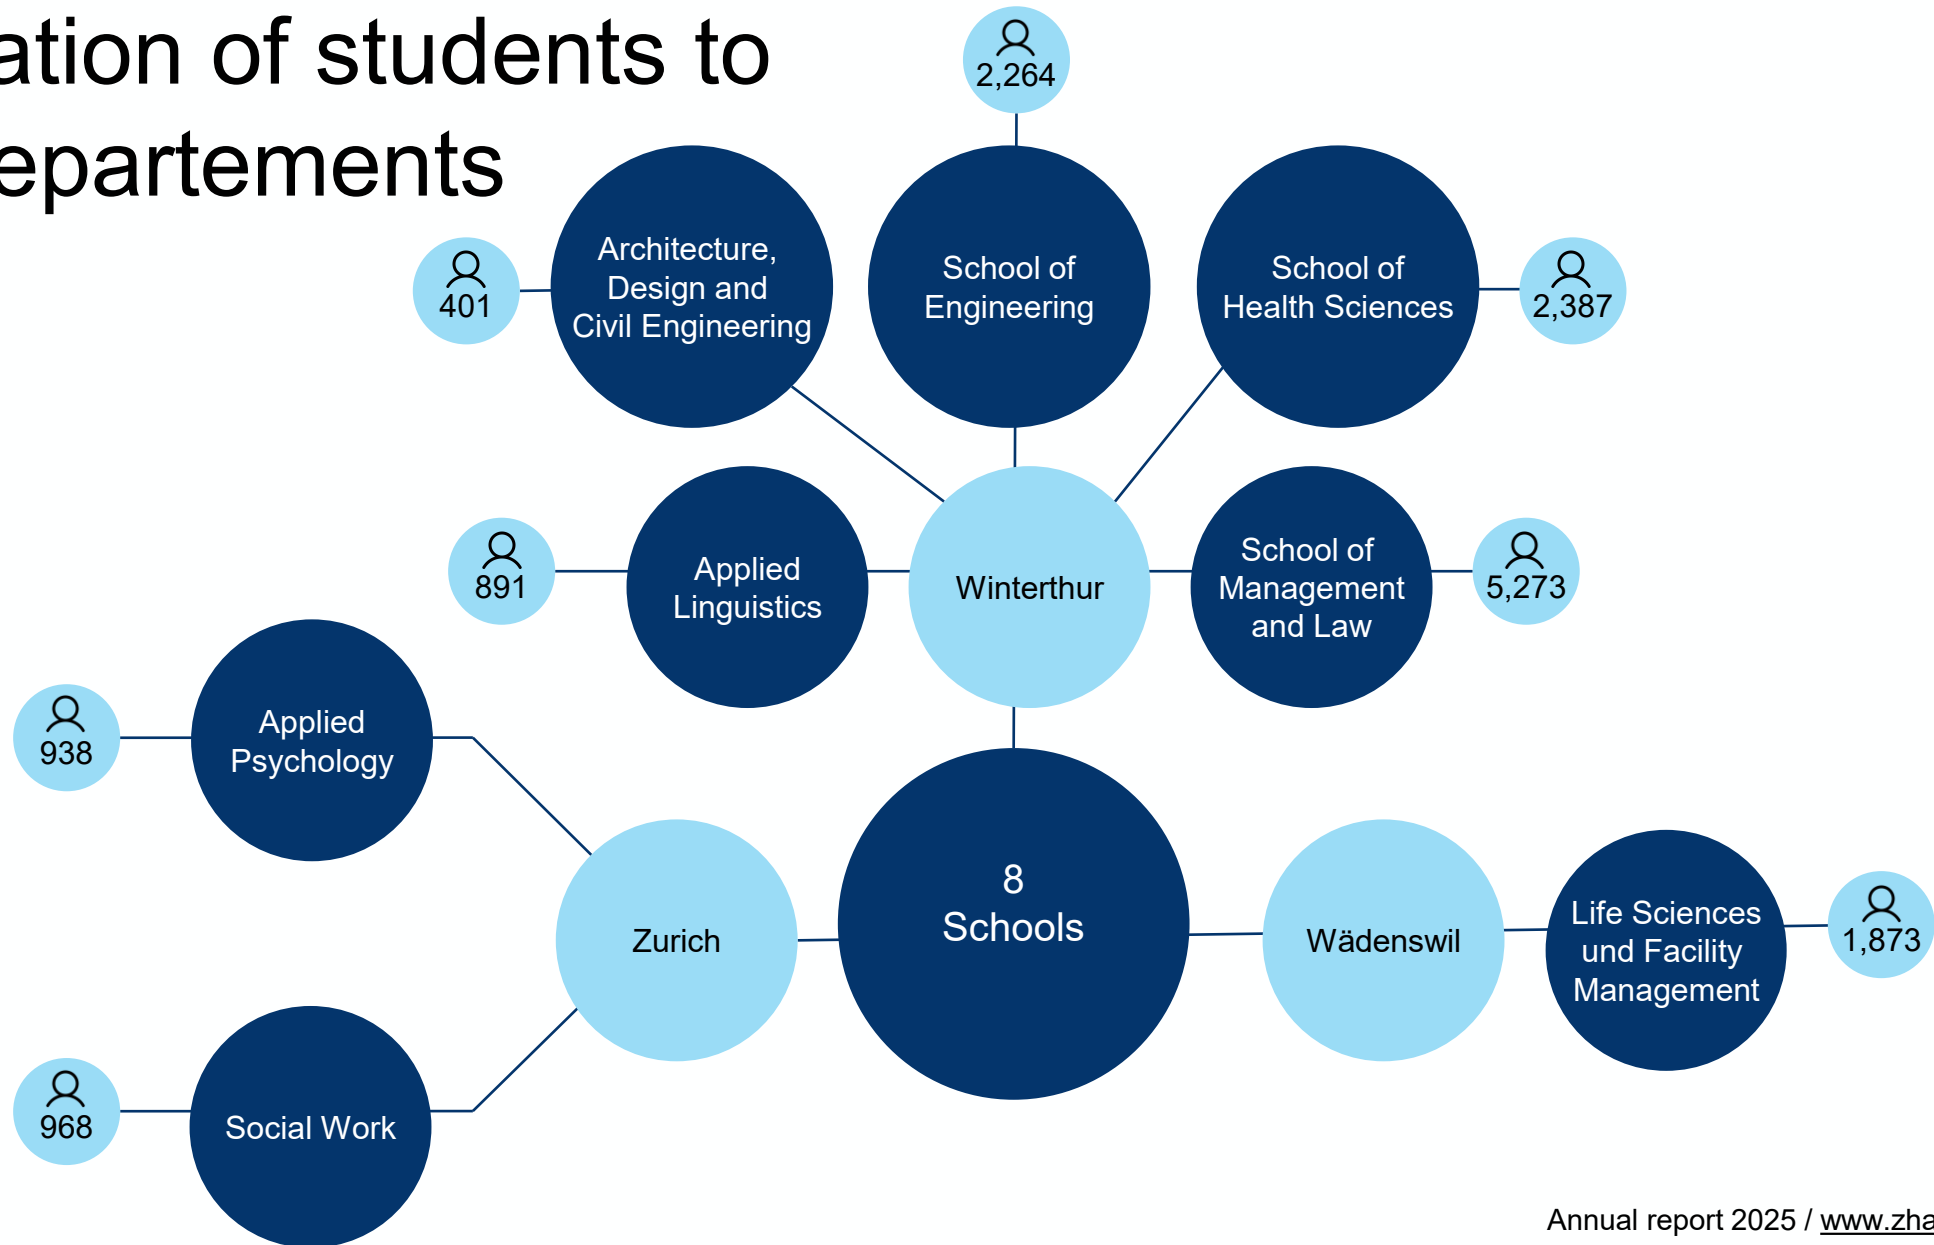 ation of students to
epartements
2,264
Architecture,
Design and
Civil Engineering
School of
Engineering
School of
Health Sciences
401
2,387
Applied
Linguistics
Winterthur
School of
Management
and Law
891
5,273
Applied
Psychology
938
8
Schools
Zurich
Wädenswil
Life Sciences
und Facility
Management
1,873
Social Work
968
Annual report 2025 / www.zha